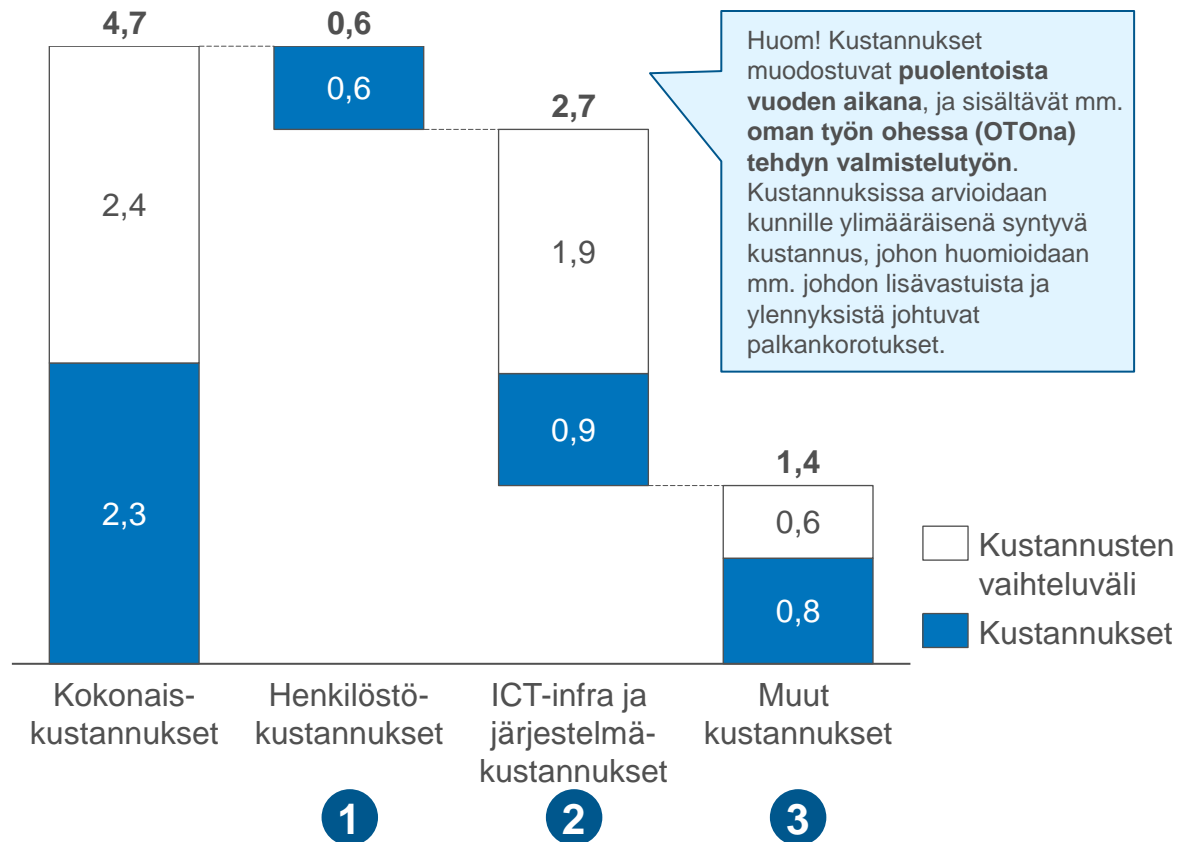 4,7
0,6
0,6
2,7
2,4
1,9
0,9
1,4
2,3
0,6
0,8
Huom! Kustannukset
muodostuvat puolentoista
vuoden aikana, ja sisältävät mm.
oman työn ohessa (OTOna)
tehdyn valmistelutyön.
Kustannuksissa arvioidaan
kunnille ylimääräisenä syntyvä
kustannus, johon huomioidaan
mm. johdon lisävastuista ja
ylennyksistä johtuvat
palkankorotukset.
Kustannusten
vaihteluväli
Kustannukset
Kokonais-
kustannukset
Henkilöstö-
kustannukset
ICT-infra ja
järjestelmä-
kustannukset
Muut
kustannukset
1
2
3